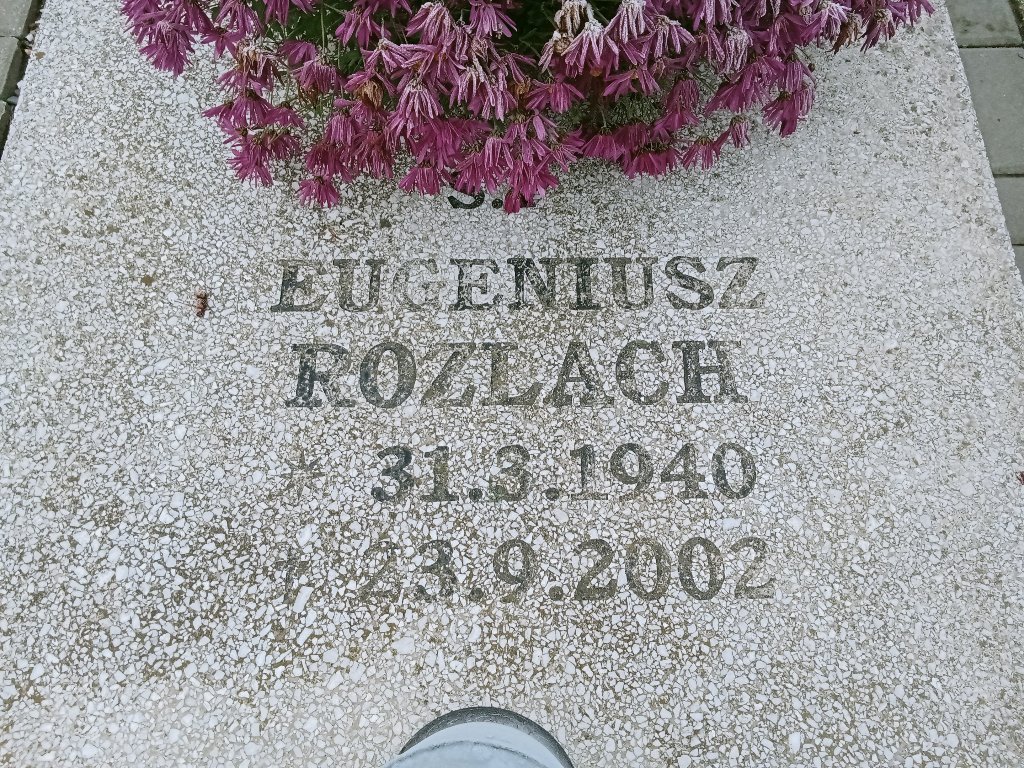 EUGENIUSZ
ROZLACH
* 31.3.1940
† 23.9.2002